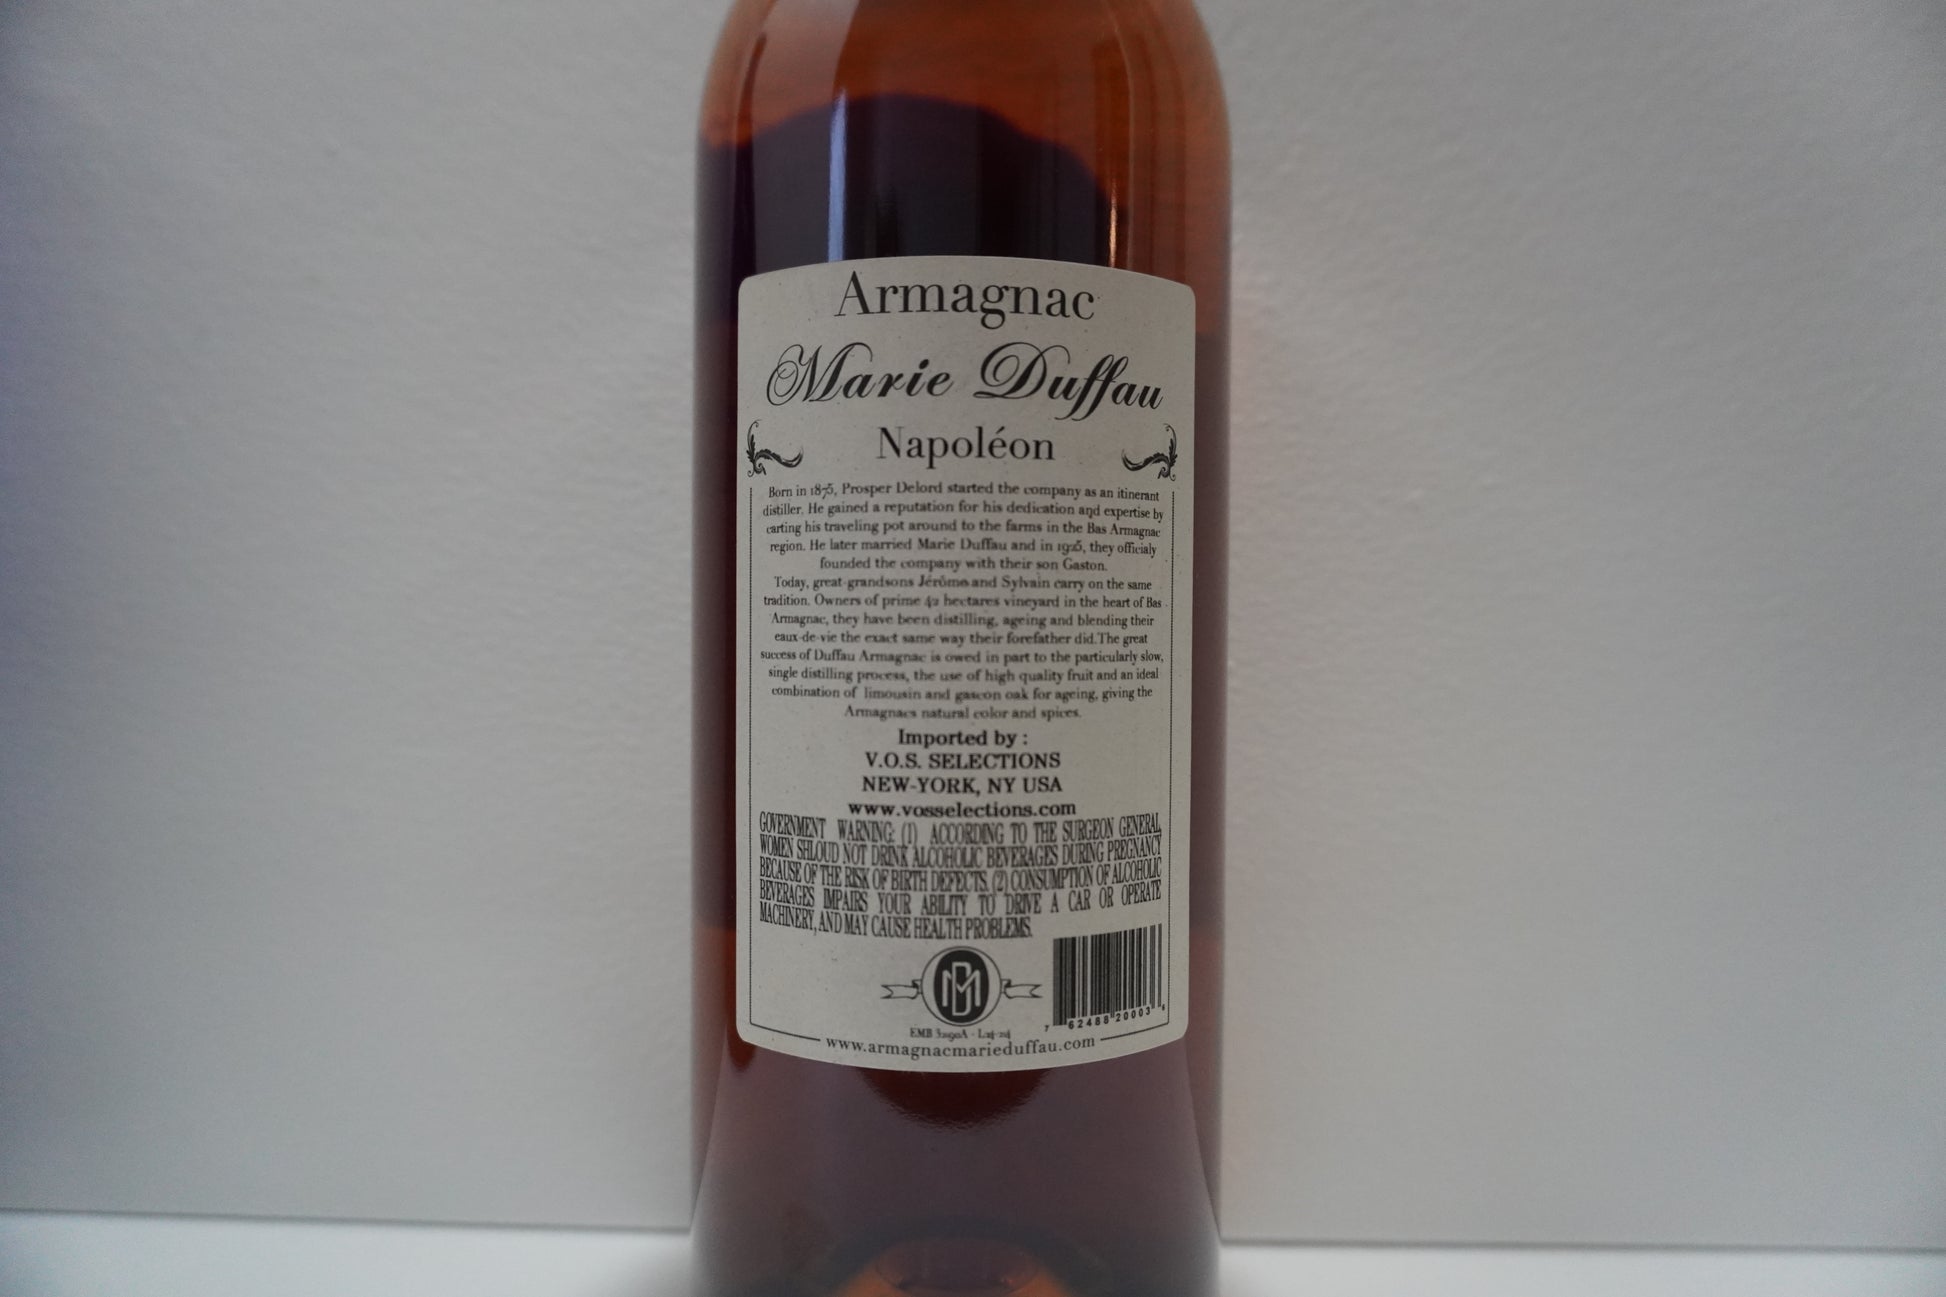 Armagnac
Marie Duffau
Napoléon
Born in 1875, Prosper Delord started the company as an itinerant
distiller. He gained a reputation for his dedication and expertise by
carting his traveling pot around to the farms in the Bas Armagnac
region. He later married Marie Duffau and in 1925, they officialy
founded the company with their son Gaston.
Today, great-grandsons Jérôme and Sylvain carry on the same
tradition. Owners of prime 42 hectares vineyard in the heart of Bas
Armagnac, they have been distilling, ageing and blending their
eaux-de-vie the exact same way their forefather did.The great
success of Duffau Armagnac is owed in part to the particularly slow,
single distilling process, the use of high quality fruit and an ideal
combination of limousin and gascon oak for ageing, giving the
Armagnacs natural color and spices.
Imported by :
V.O.S. SELECTIONS
NEW-YORK, NY USA
www.vosselections.com
GOVERNMENT WARNING: (1) ACCORDING TO THE SURGEON GENERAL,
WOMEN SHLOUD NOT DRINK ALCOHOLIC BEVERAGES DURING PREGNANCY
BECAUSE OF THE RISK OF BIRTH DEFECTS. (2) CONSUMPTION OF ALCOHOLIC
BEVERAGES IMPAIRS YOUR ABILITY TO DRIVE A CAR OR OPERATE
MACHINERY, AND MAY CAUSE HEALTH PROBLEMS.
7 62488 20003 6
EMB
www.armagnacmarieduffau.com